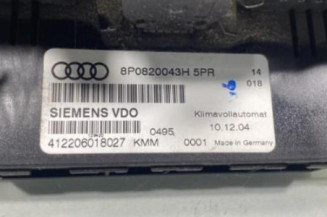 8P0820043H 5PR 14
018
SIEMENS VDO Klimavollautomat
0495 10.12.04
412206018027 KMM 0001 Made in Germany